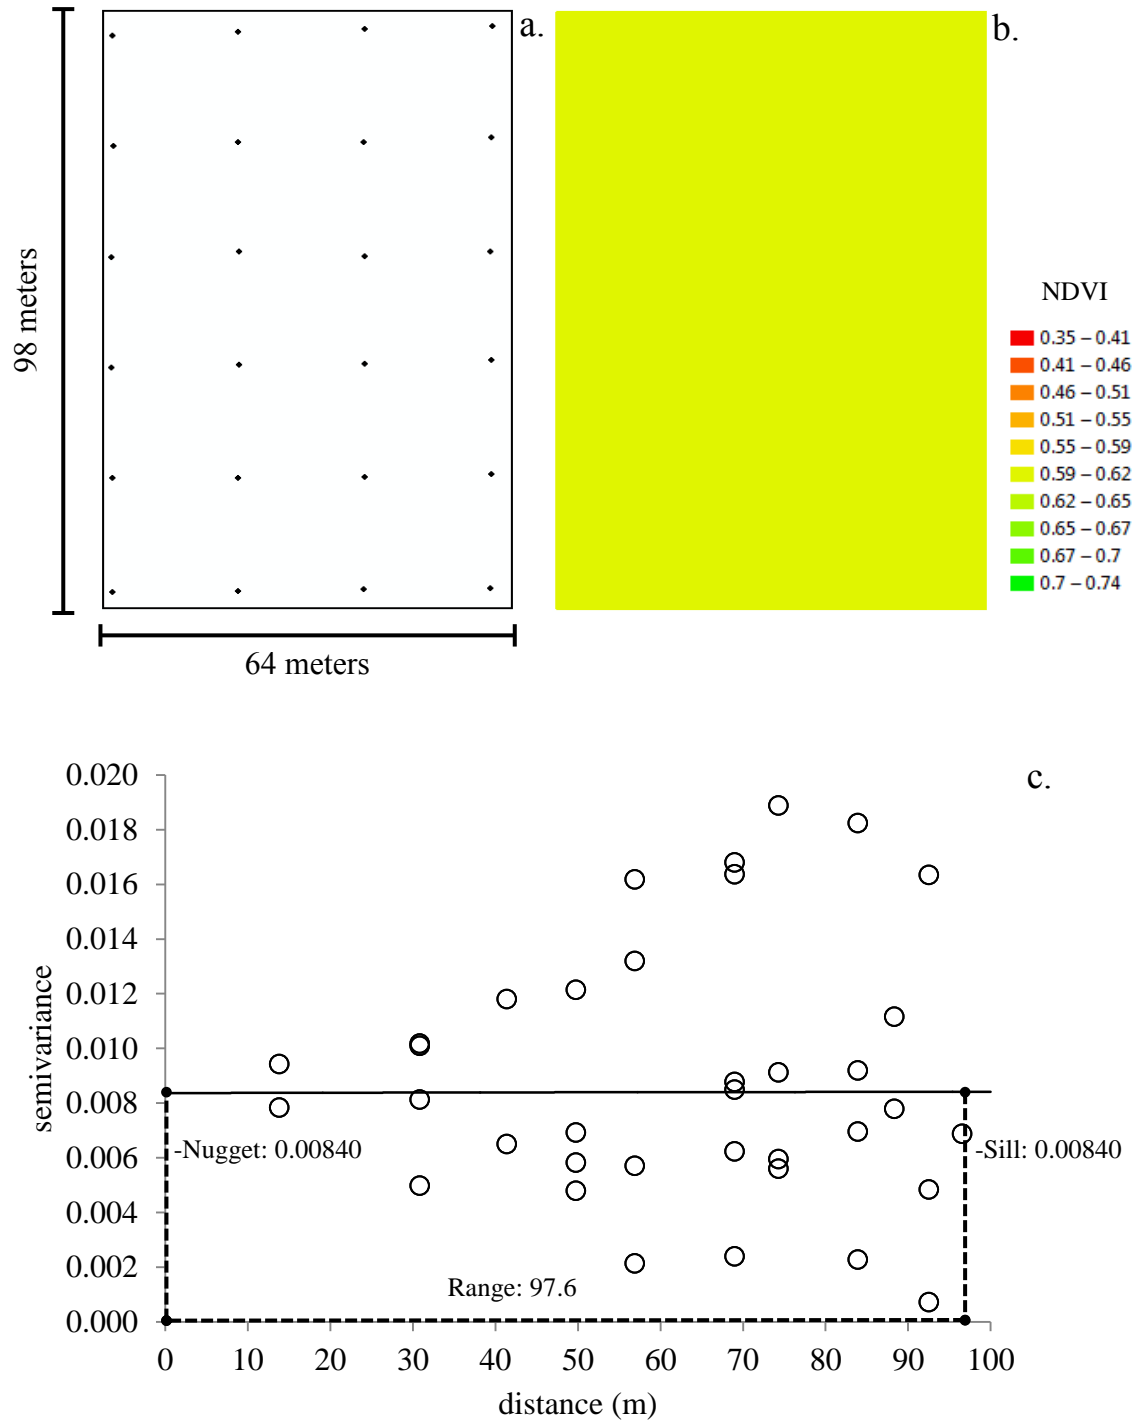 a.
b.
98 meters
64 meters
NDVI
0.35 – 0.41
0.41 – 0.46
0.46 – 0.51
0.51 – 0.55
0.55 – 0.59
0.59 – 0.62
0.62 – 0.65
0.65 – 0.67
0.67 – 0.7
0.7 – 0.74
c.
semivariance
0.020
0.018
0.016
0.014
0.012
0.010
0.008
0.006
0.004
0.002
0.000
-Nugget: 0.00840
-Sill: 0.00840
Range: 97.6
0 10 20 30 40 50 60 70 80 90 100
distance (m)